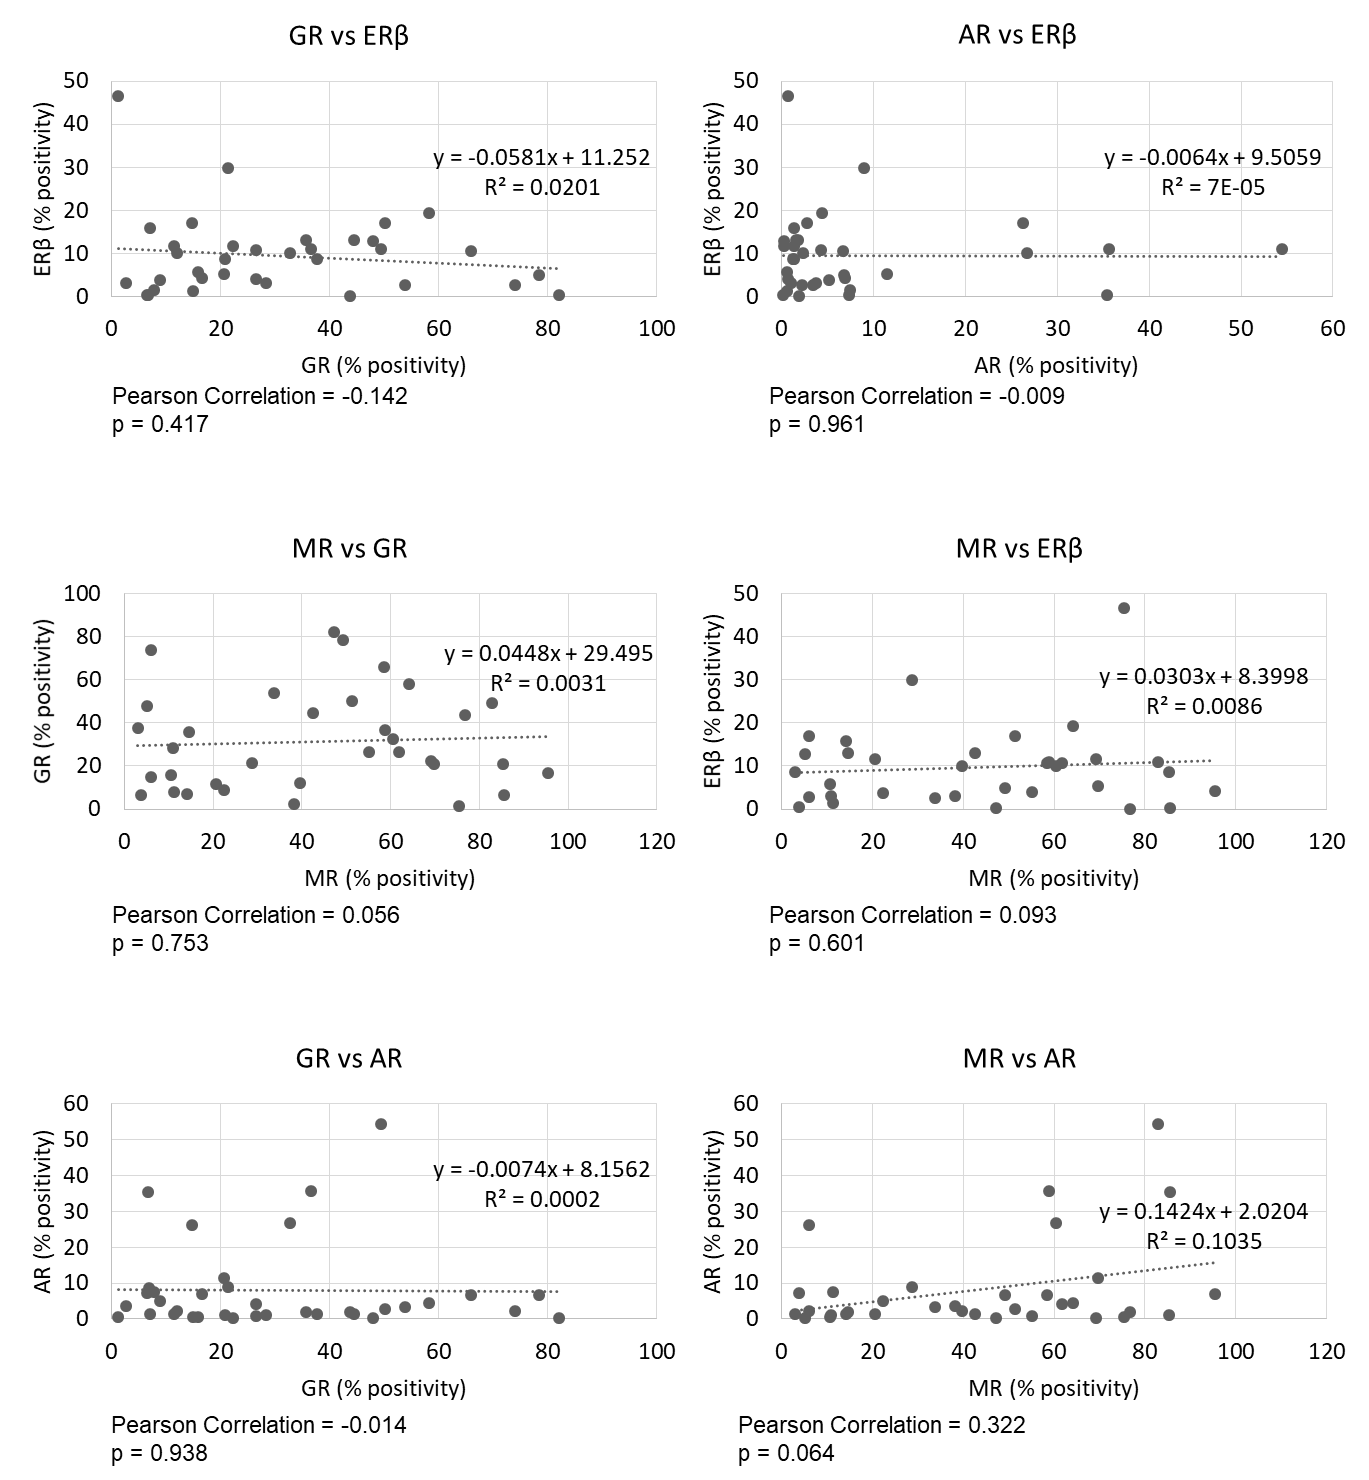 GR vs ERβ
50
40
30
20
10
0
ERβ (% positivity)
y = -0.0581x + 11.252
R² = 0.0201
0 20 40 60 80 100
GR (% positivity)
Pearson Correlation = -0.142
p = 0.417
AR vs ERβ
50
40
30
20
10
0
ERβ (% positivity)
y = -0.0064x + 9.5059
R² = 7E-05
0 10 20 30 40 50 60
AR (% positivity)
Pearson Correlation = -0.009
p = 0.961
MR vs GR
100
80
60
40
20
0
GR (% positivity)
y = 0.0448x + 29.495
R² = 0.0031
0 20 40 60 80 100 120
MR (% positivity)
Pearson Correlation = 0.056
p = 0.753
MR vs ERβ
50
40
30
20
10
0
ERβ (% positivity)
y = 0.0303x + 8.3998
R² = 0.0086
0 20 40 60 80 100 120
MR (% positivity)
Pearson Correlation = 0.093
p = 0.601
GR vs AR
60
50
40
30
20
10
0
AR (% positivity)
y = -0.0074x + 8.1562
R² = 0.0002
0 20 40 60 80 100
GR (% positivity)
Pearson Correlation = -0.014
p = 0.938
MR vs AR
60
50
40
30
20
10
0
AR (% positivity)
y = 0.1424x + 2.0204
R² = 0.1035
0 20 40 60 80 100 120
MR (% positivity)
Pearson Correlation = 0.322
p = 0.064